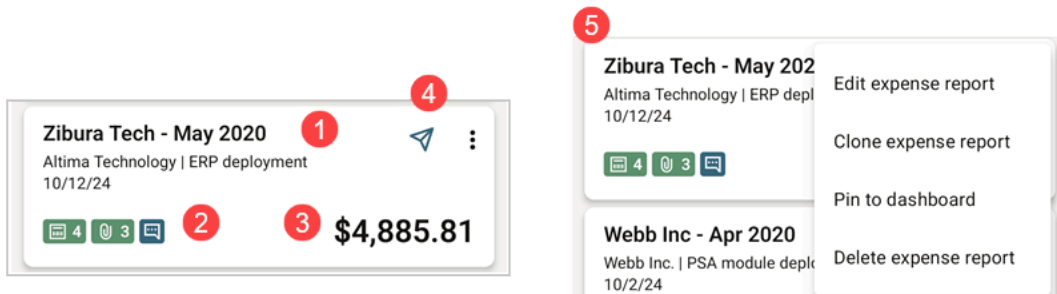 4
Zibura Tech - May 2020 1
Altima Technology | ERP deployment
10/12/24
4 3 2
3 $4,885.81
5
Zibura Tech - May 202
Altima Technology | ERP depl
10/12/24
4 3
Webb Inc - Apr 2020
Webb Inc. | PSA module deplo
10/2/24
Edit expense report
Clone expense report
Pin to dashboard
Delete expense report